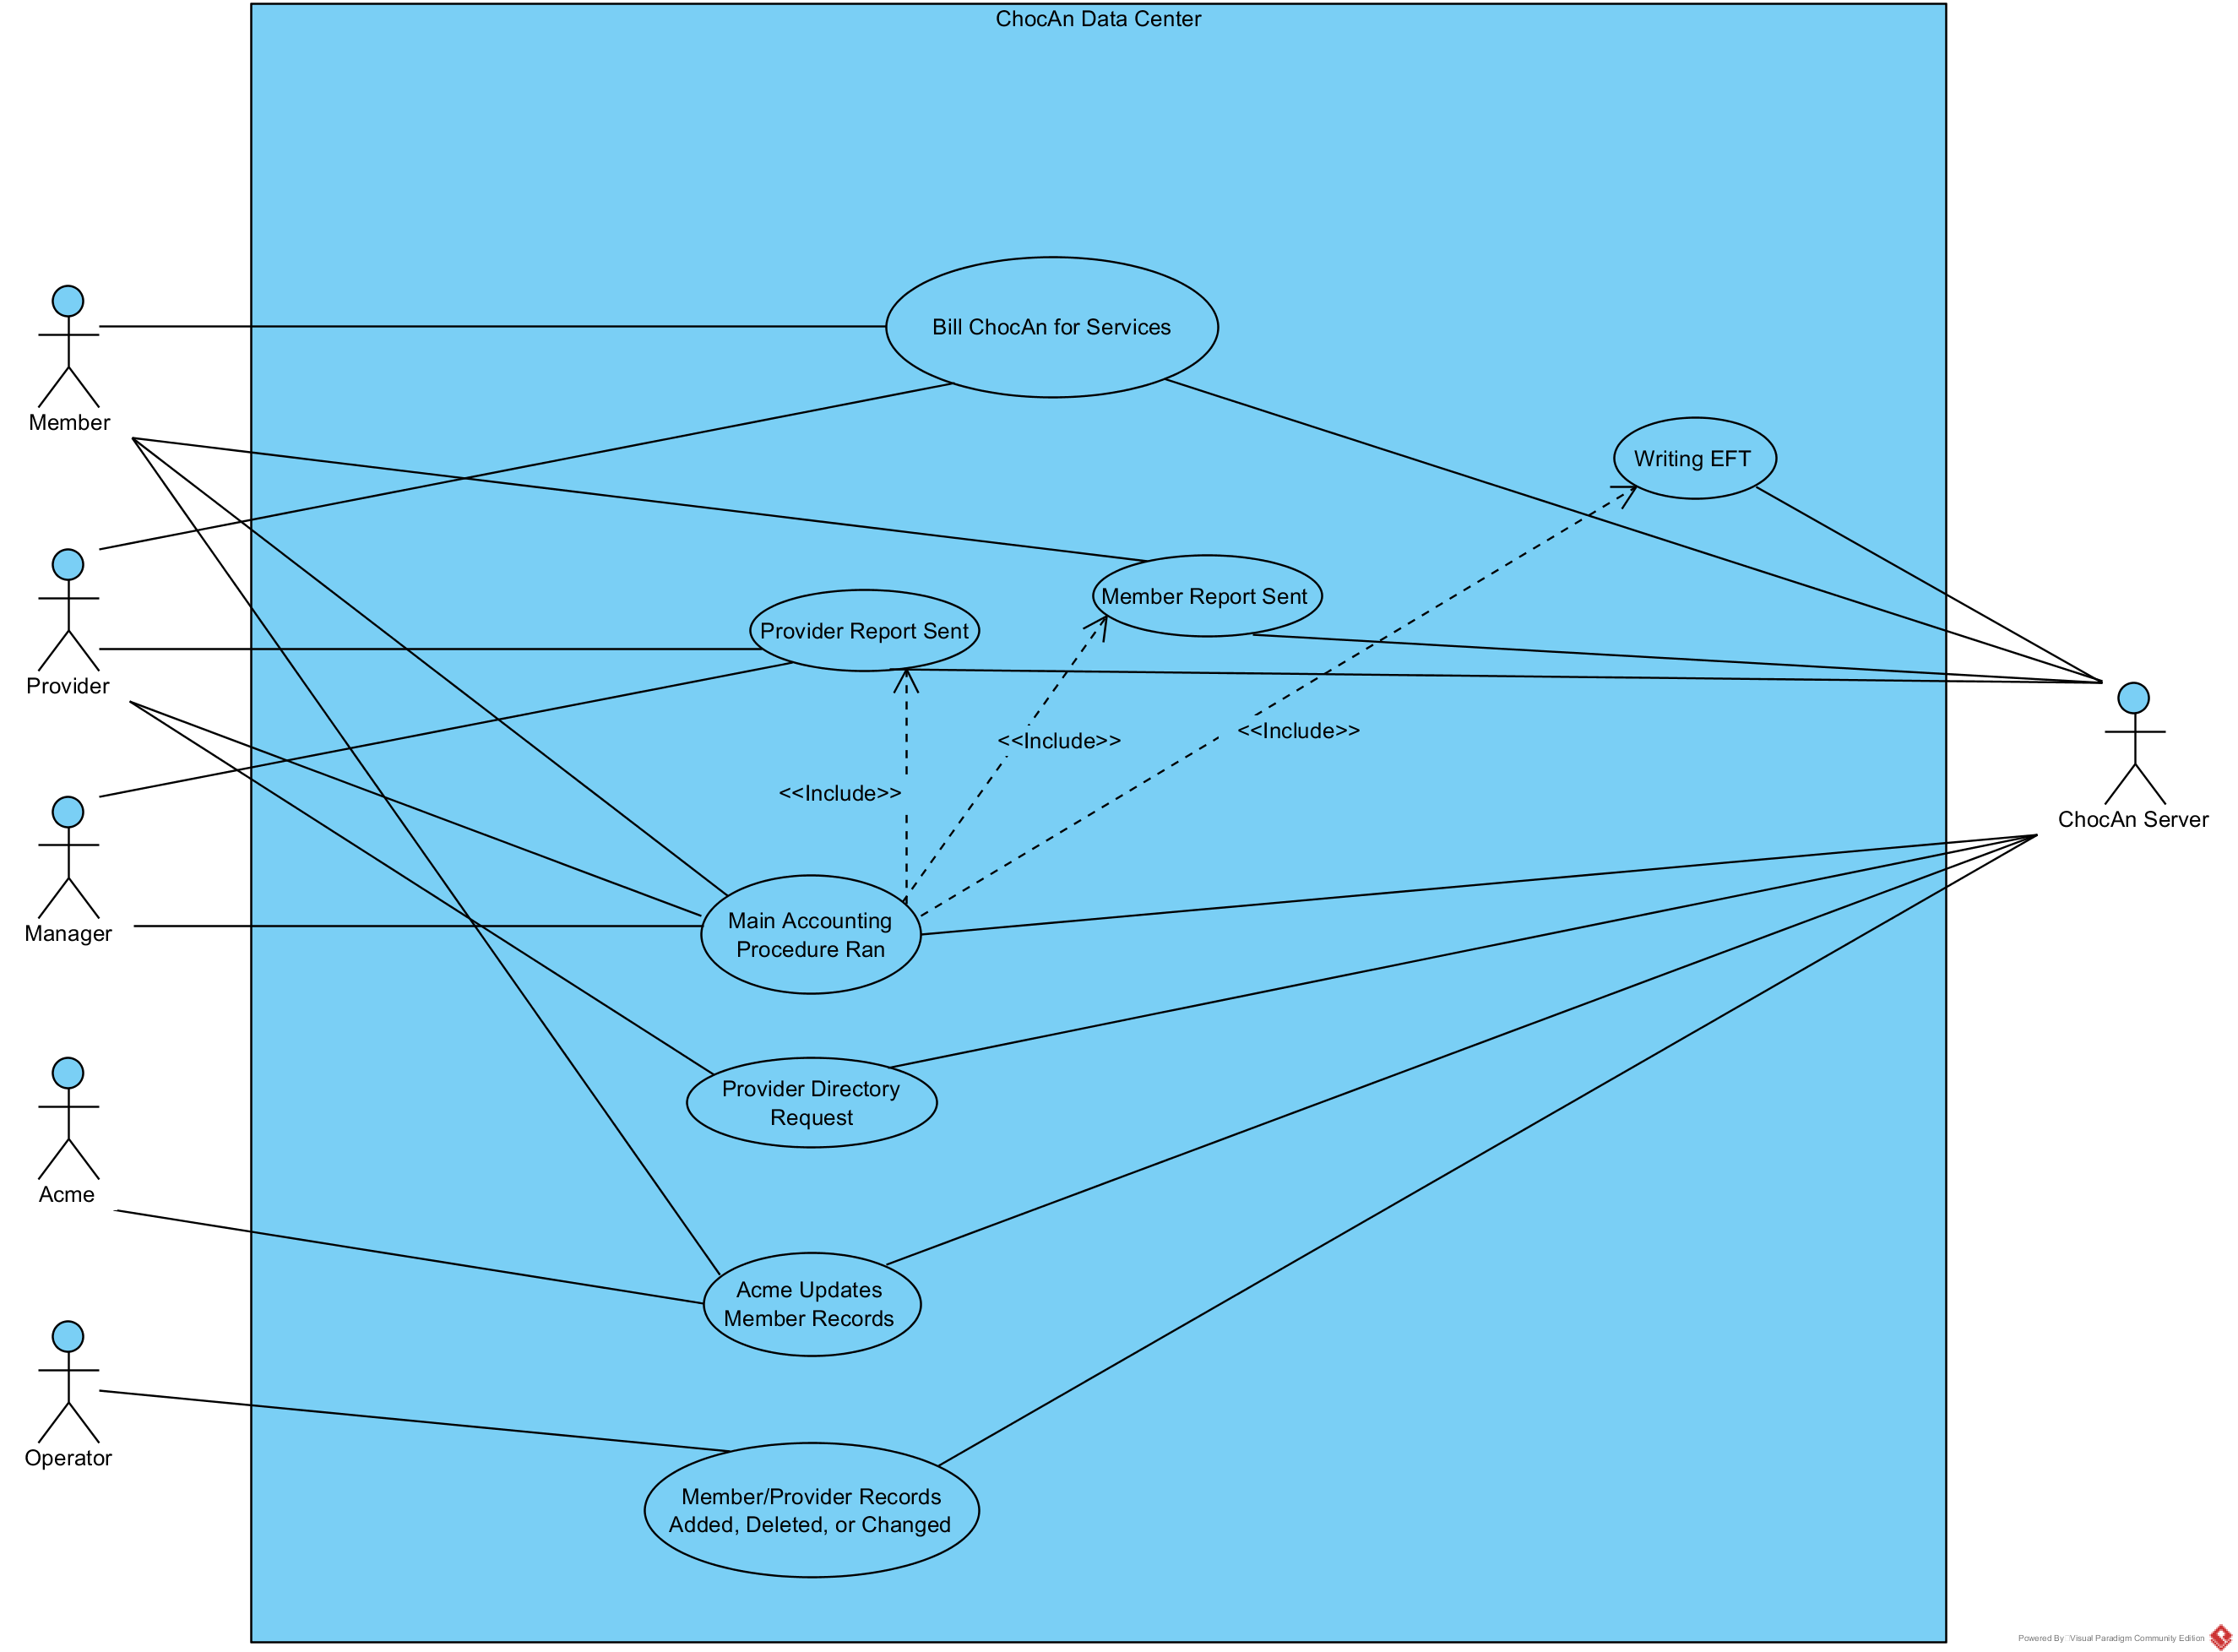 ChocAn Data Center
Bill ChocAn for Services
Member
Writing EFT
Member Report Sent
Provider Report Sent
Provider
<<Include>>
<<Include>>
<<Include>>
ChocAn Server
Main Accounting
Procedure Ran
Manager
Provider Directory
Request
Acme
Acme Updates
Member Records
Operator
Member/Provider Records
Added, Deleted, or Changed
Powered By Visual Paradigm Community Edition